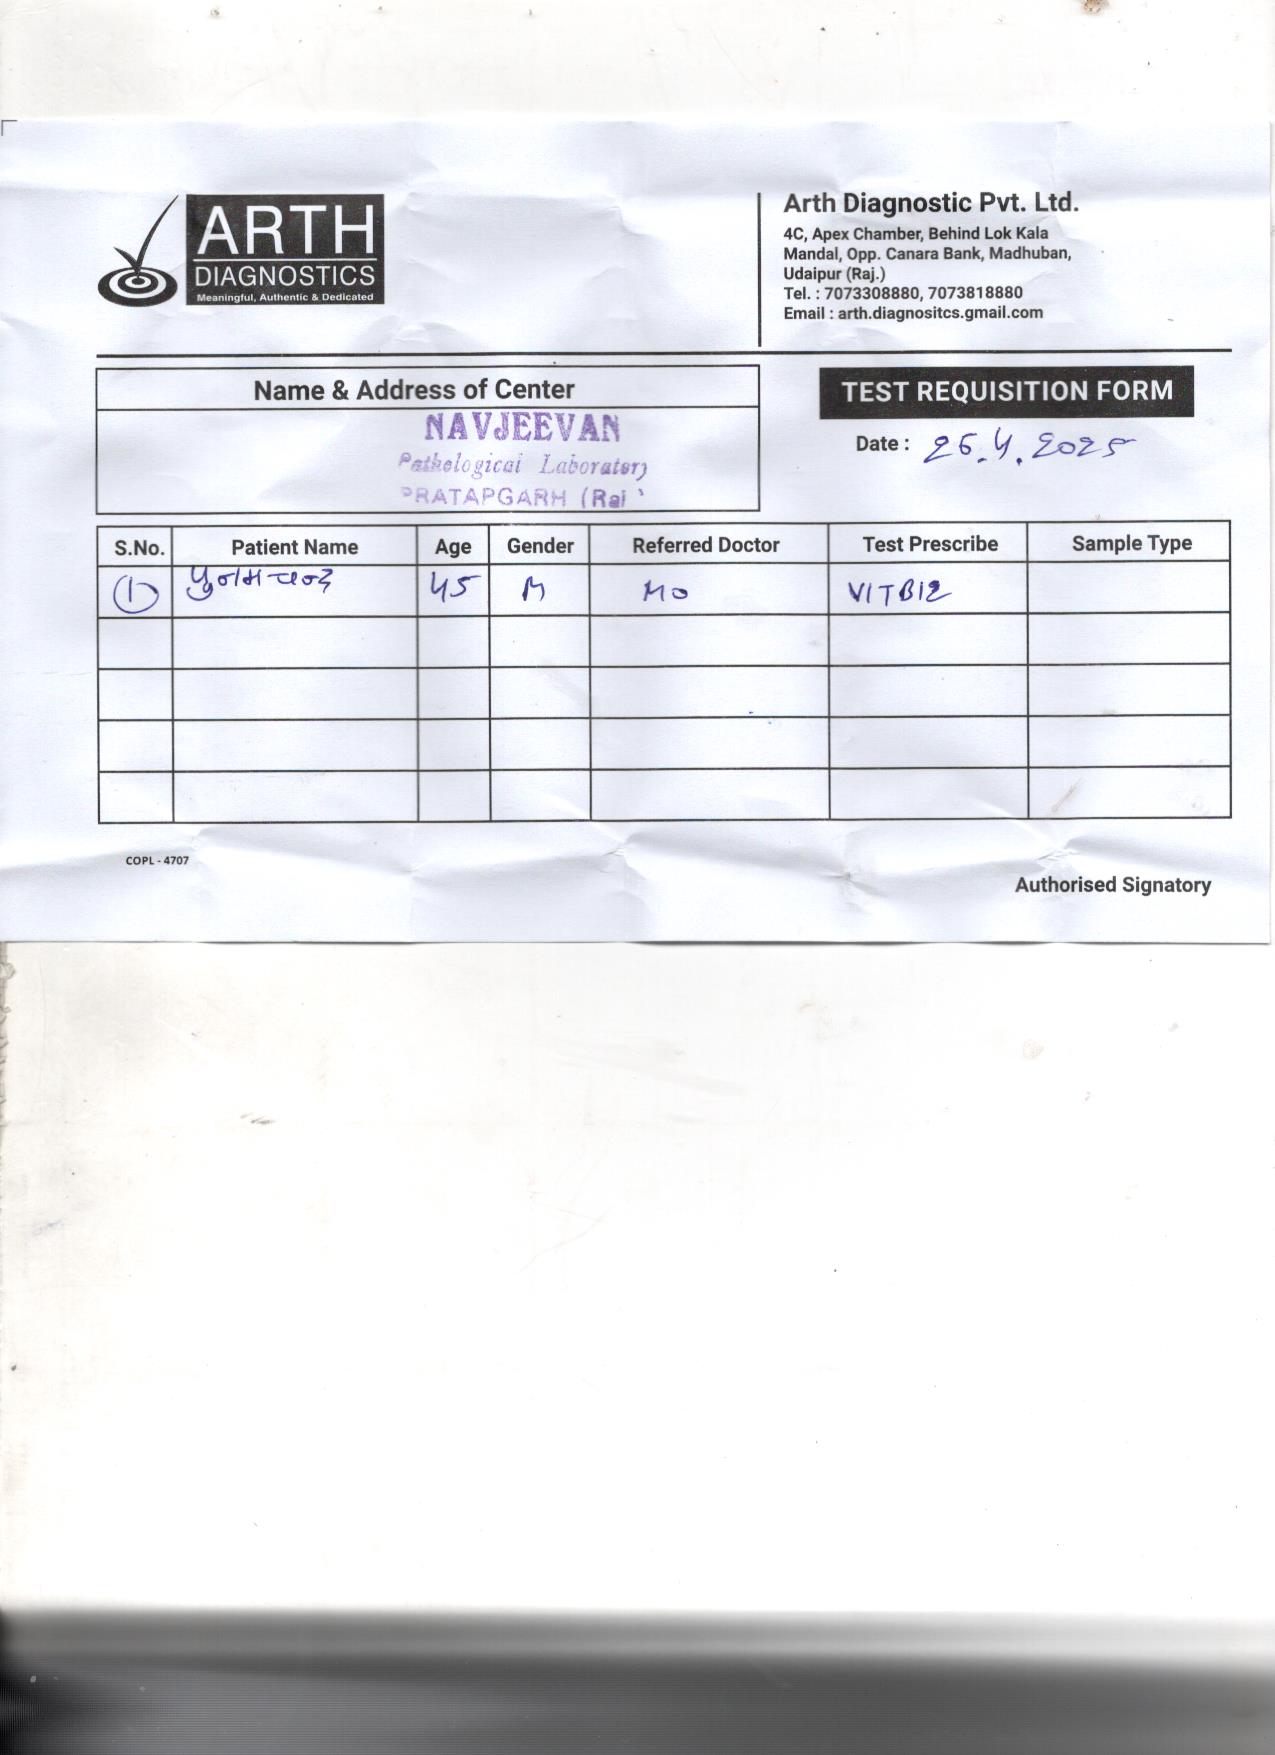 ARTH
DIAGNOSTICS
Meaningful, Authentic & Dedicated
Arth Diagnostic Pvt. Ltd.
4C, Apex Chamber, Behind Lok Kala
Mandal, Opp. Canara Bank, Madhuban,
Udaipur (Raj.)
Tel. : 7073308880, 7073818880
Email : arth.diagnositcs.gmail.com
Name & Address of Center
NAVJEEVAN
Pathological Laboratory
PRATAPGARH (Raj
TEST REQUISITION FORM
Date : 26.4.2025
S.No. Patient Name Age Gender Referred Doctor Test Prescribe Sample Type
1 45 M MO VITB12
COPL - 4707
Authorised Signatory